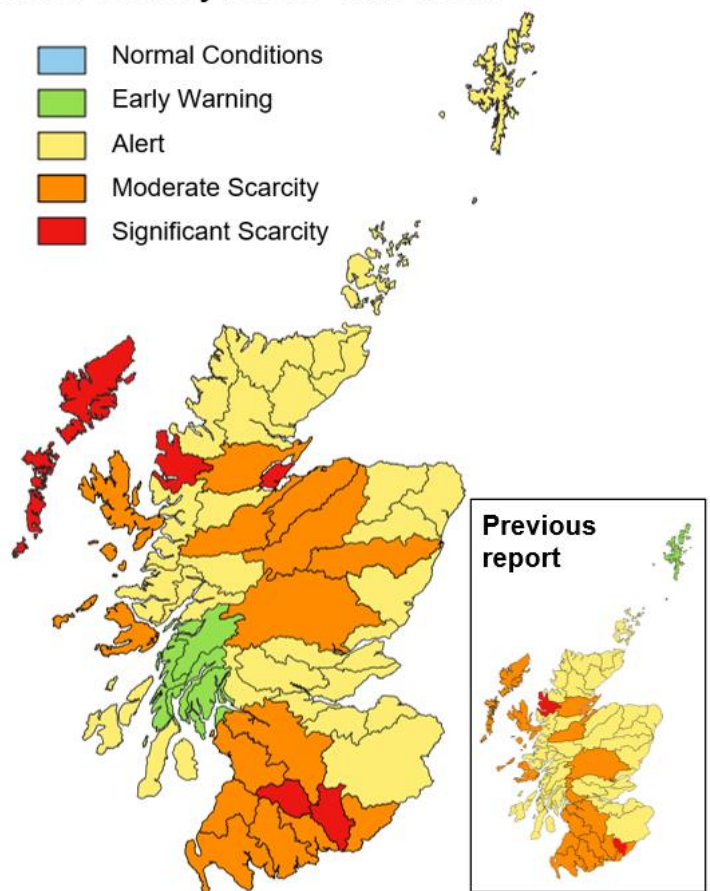 Normal Conditions
Early Warning
Alert
Moderate Scarcity
Significant Scarcity
Previous
report